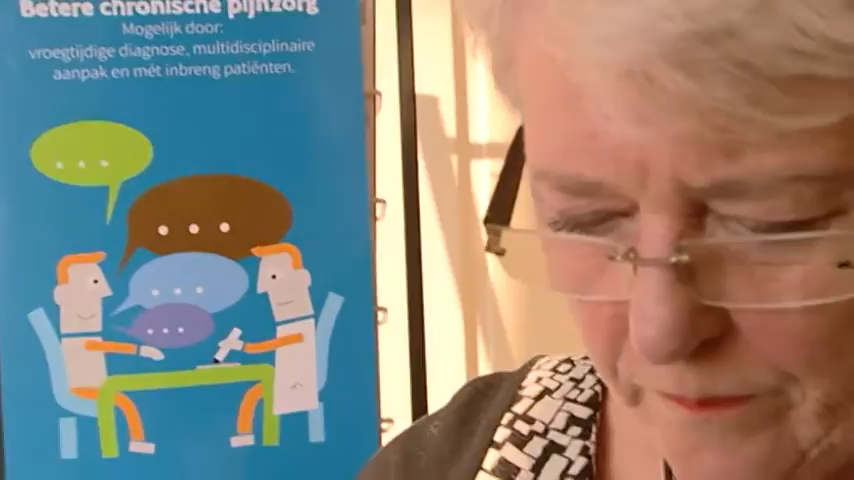 Betere chronische pijnzorg
Mogelijk door:
vroegtijdige diagnose, multidisciplinaire
aanpak en mét inbreng patiënten.